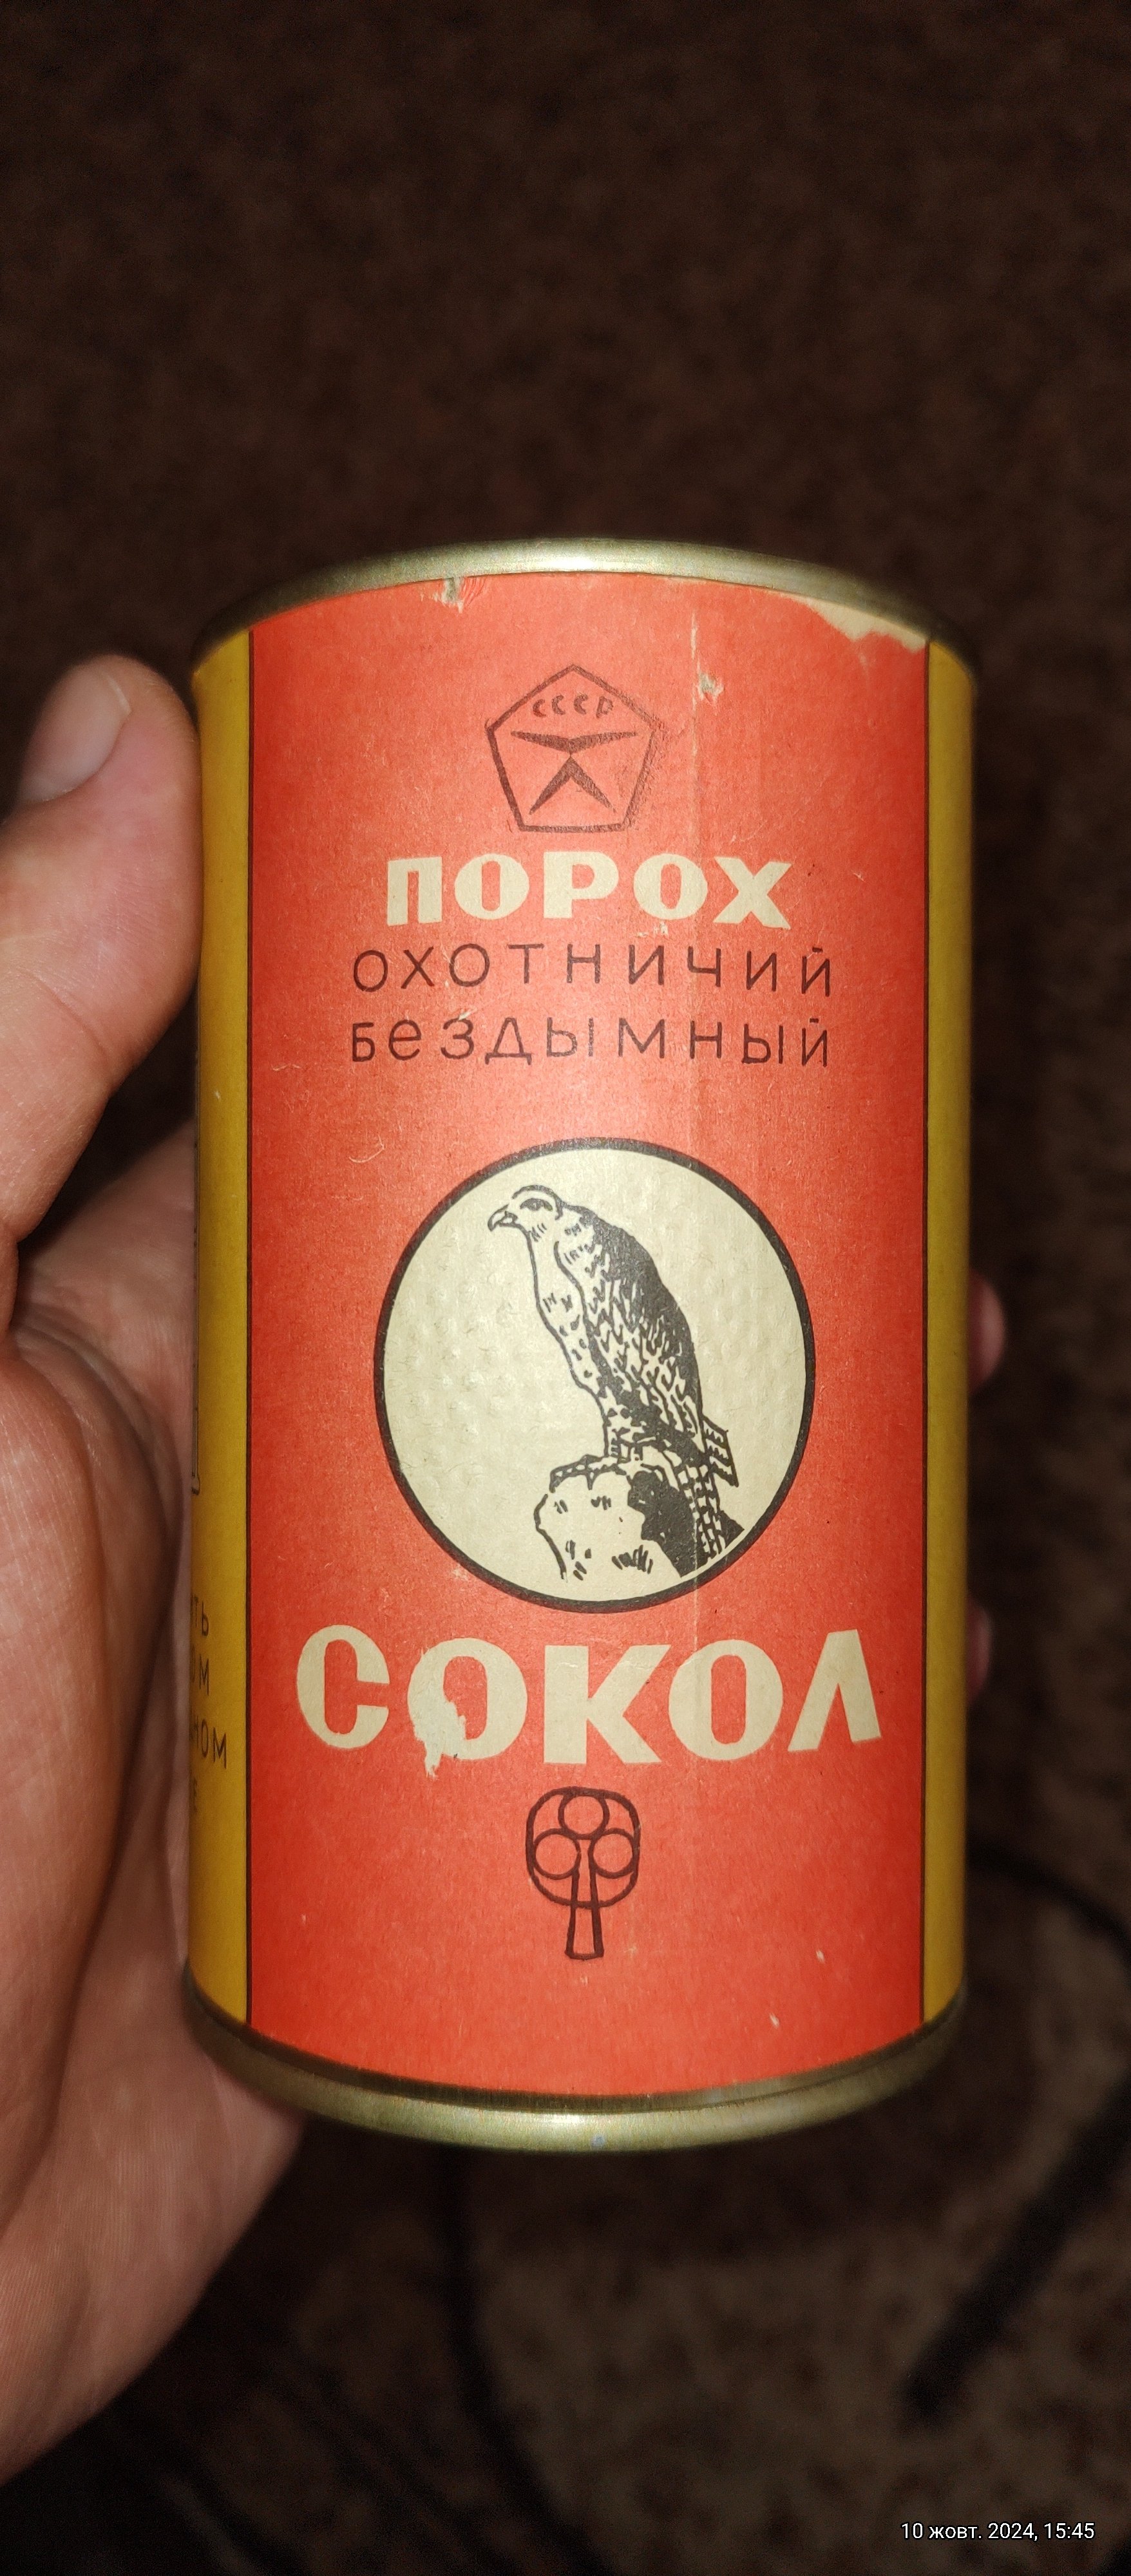 СССР
ПОРОХ
ОХОТНИЧИЙ
БеЗДЫМНЫЙ
СОКОЛ
10 жовт. 2024, 15:45